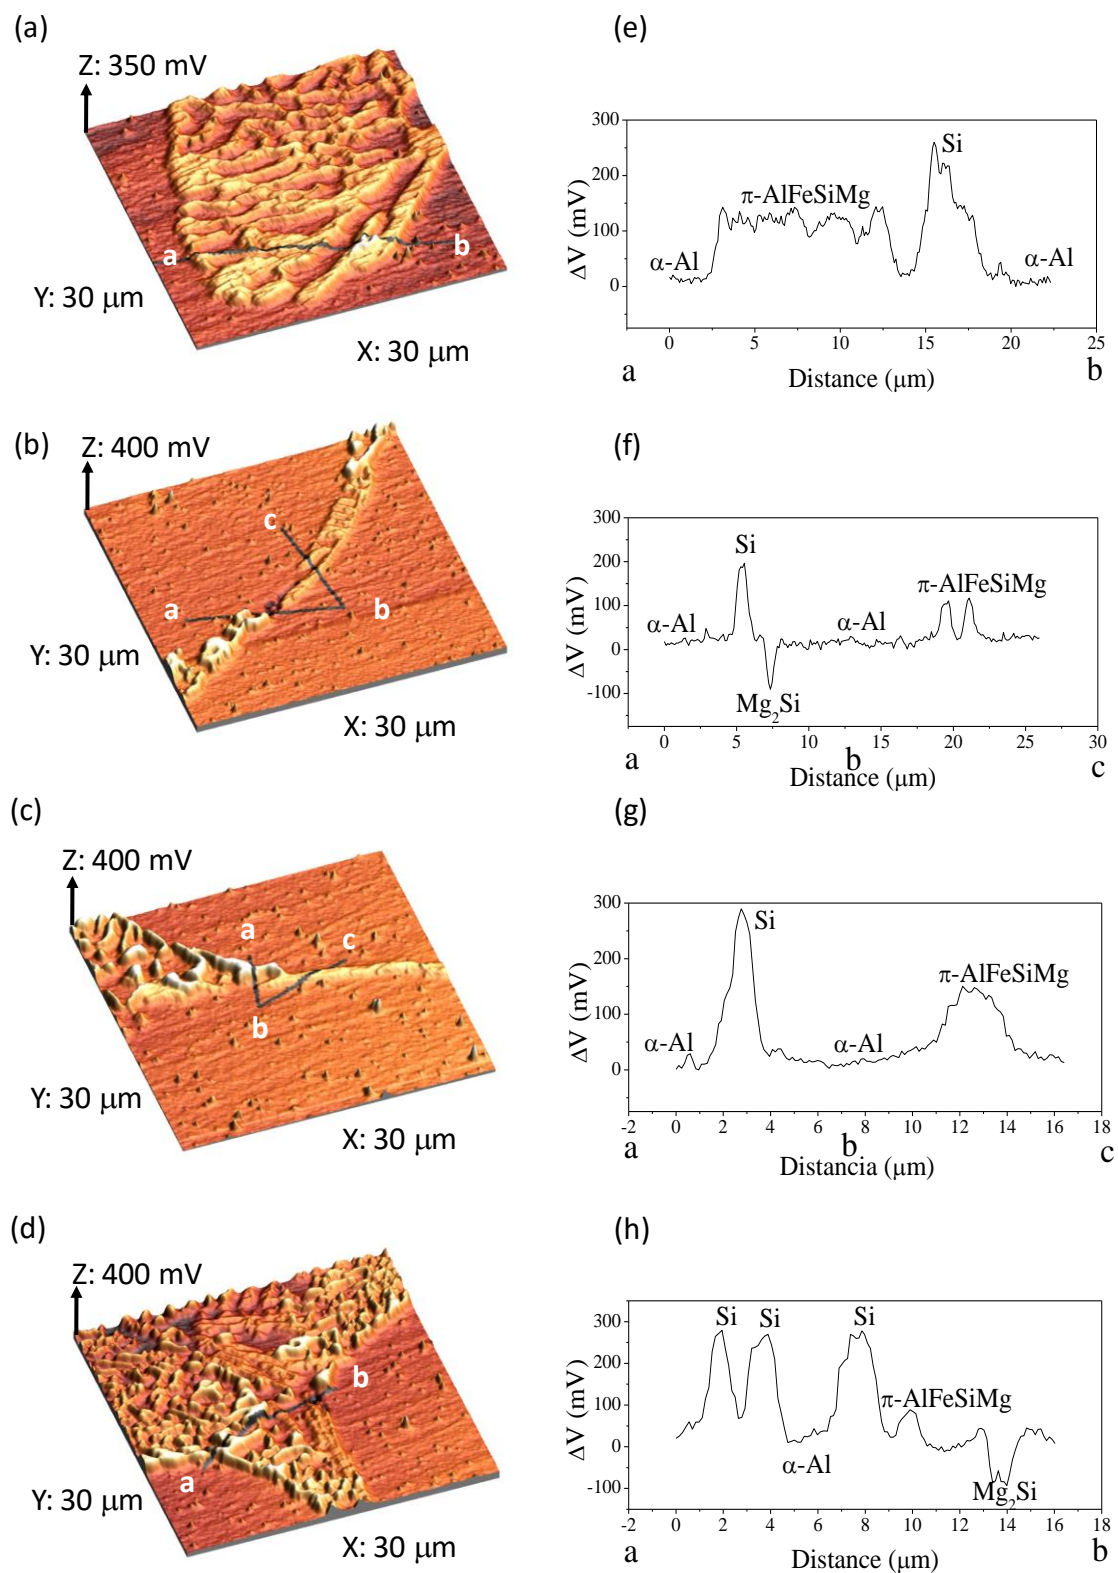 (a)
Z: 350 mV
a
b
Y: 30 μm
X: 30 μm
(e)
300
200
100
0
ΔV (mV)
α-Al
π-AlFeSiMg
Si
α-Al
0 5 10 15 20 25
a b
Distance (μm)
(b)
Z: 400 mV
c
a
b
Y: 30 μm
X: 30 μm
(f)
300
200
100
0
-100
ΔV (mV)
Si
α-Al
Mg₂Si
α-Al
π-AlFeSiMg
0 5 10 15 20 25 30
a b c
Distance (μm)
(c)
Z: 400 mV
a
c
b
Y: 30 μm
X: 30 μm
(g)
300
200
100
0
ΔV (mV)
Si
α-Al
α-Al
π-AlFeSiMg
-2 0 2 4 6 8 10 12 14 16 18
a b c
Distancia (μm)
(d)
Z: 400 mV
b
a
Y: 30 μm
X: 30 μm
(h)
300
200
100
0
-100
ΔV (mV)
Si Si Si
π-AlFeSiMg
α-Al
Mg₂Si
-2 0 2 4 6 8 10 12 14 16 18
a b
Distance (μm)